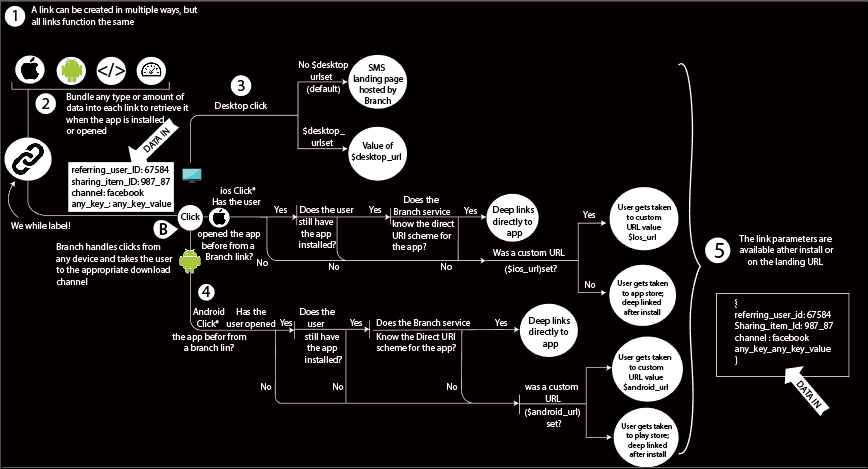 1
A link can be created in multiple ways, but
all links function the same
</>
2
Bundle any type or amount of
data into each link to retrieve it
when the app is installed
or opened
DATA IN
referring_user_ID: 67584
sharing_item_ID: 987_87
channel: facebook
any_key_: any_key_value
We while label!
Click
B
Branch handles clicks from
any device and takes the user
to the appropriate download
channel
3
Desktop click
No $desktop
urlset
(default)
SMS
landing page
hosted by
Branch
$desktop_
urlset
Value of
$desktop_url
ios Click*
Has the user
opened the app
before from a
Branch link?
Yes
No
Does the user
still have
the app
installed?
Yes
No
Does the
Branch service
know the direct
URI scheme for
the app?
Yes
No
Deep links
directly to
app
Was a custom URL
($ios_url)set?
Yes
User gets taken
to custom
URL value
$Ios_url
No
User gets taken
to app store;
deep linked
after install
4
Android
Click*
Has the
user opened
the app befor from
a branch lin?
Yes
No
Does the
user
still have
the app
installed?
Yes
No
Does the Branch service
Know the Direct URI
scheme for the app?
Yes
No
Deep links
directly to
app
was a custom
URL
($android_url)
set?
User gets taken
to custom
URL value
$android_url
User gets taken
to play store;
deep linked
after install
5
The link parameters are
available ather install or
on the landing URL
{
referring_user_id: 67584
Sharing_item_Id: 987_87
channel : facebook
any_key_any_key_value
}
DATA IN